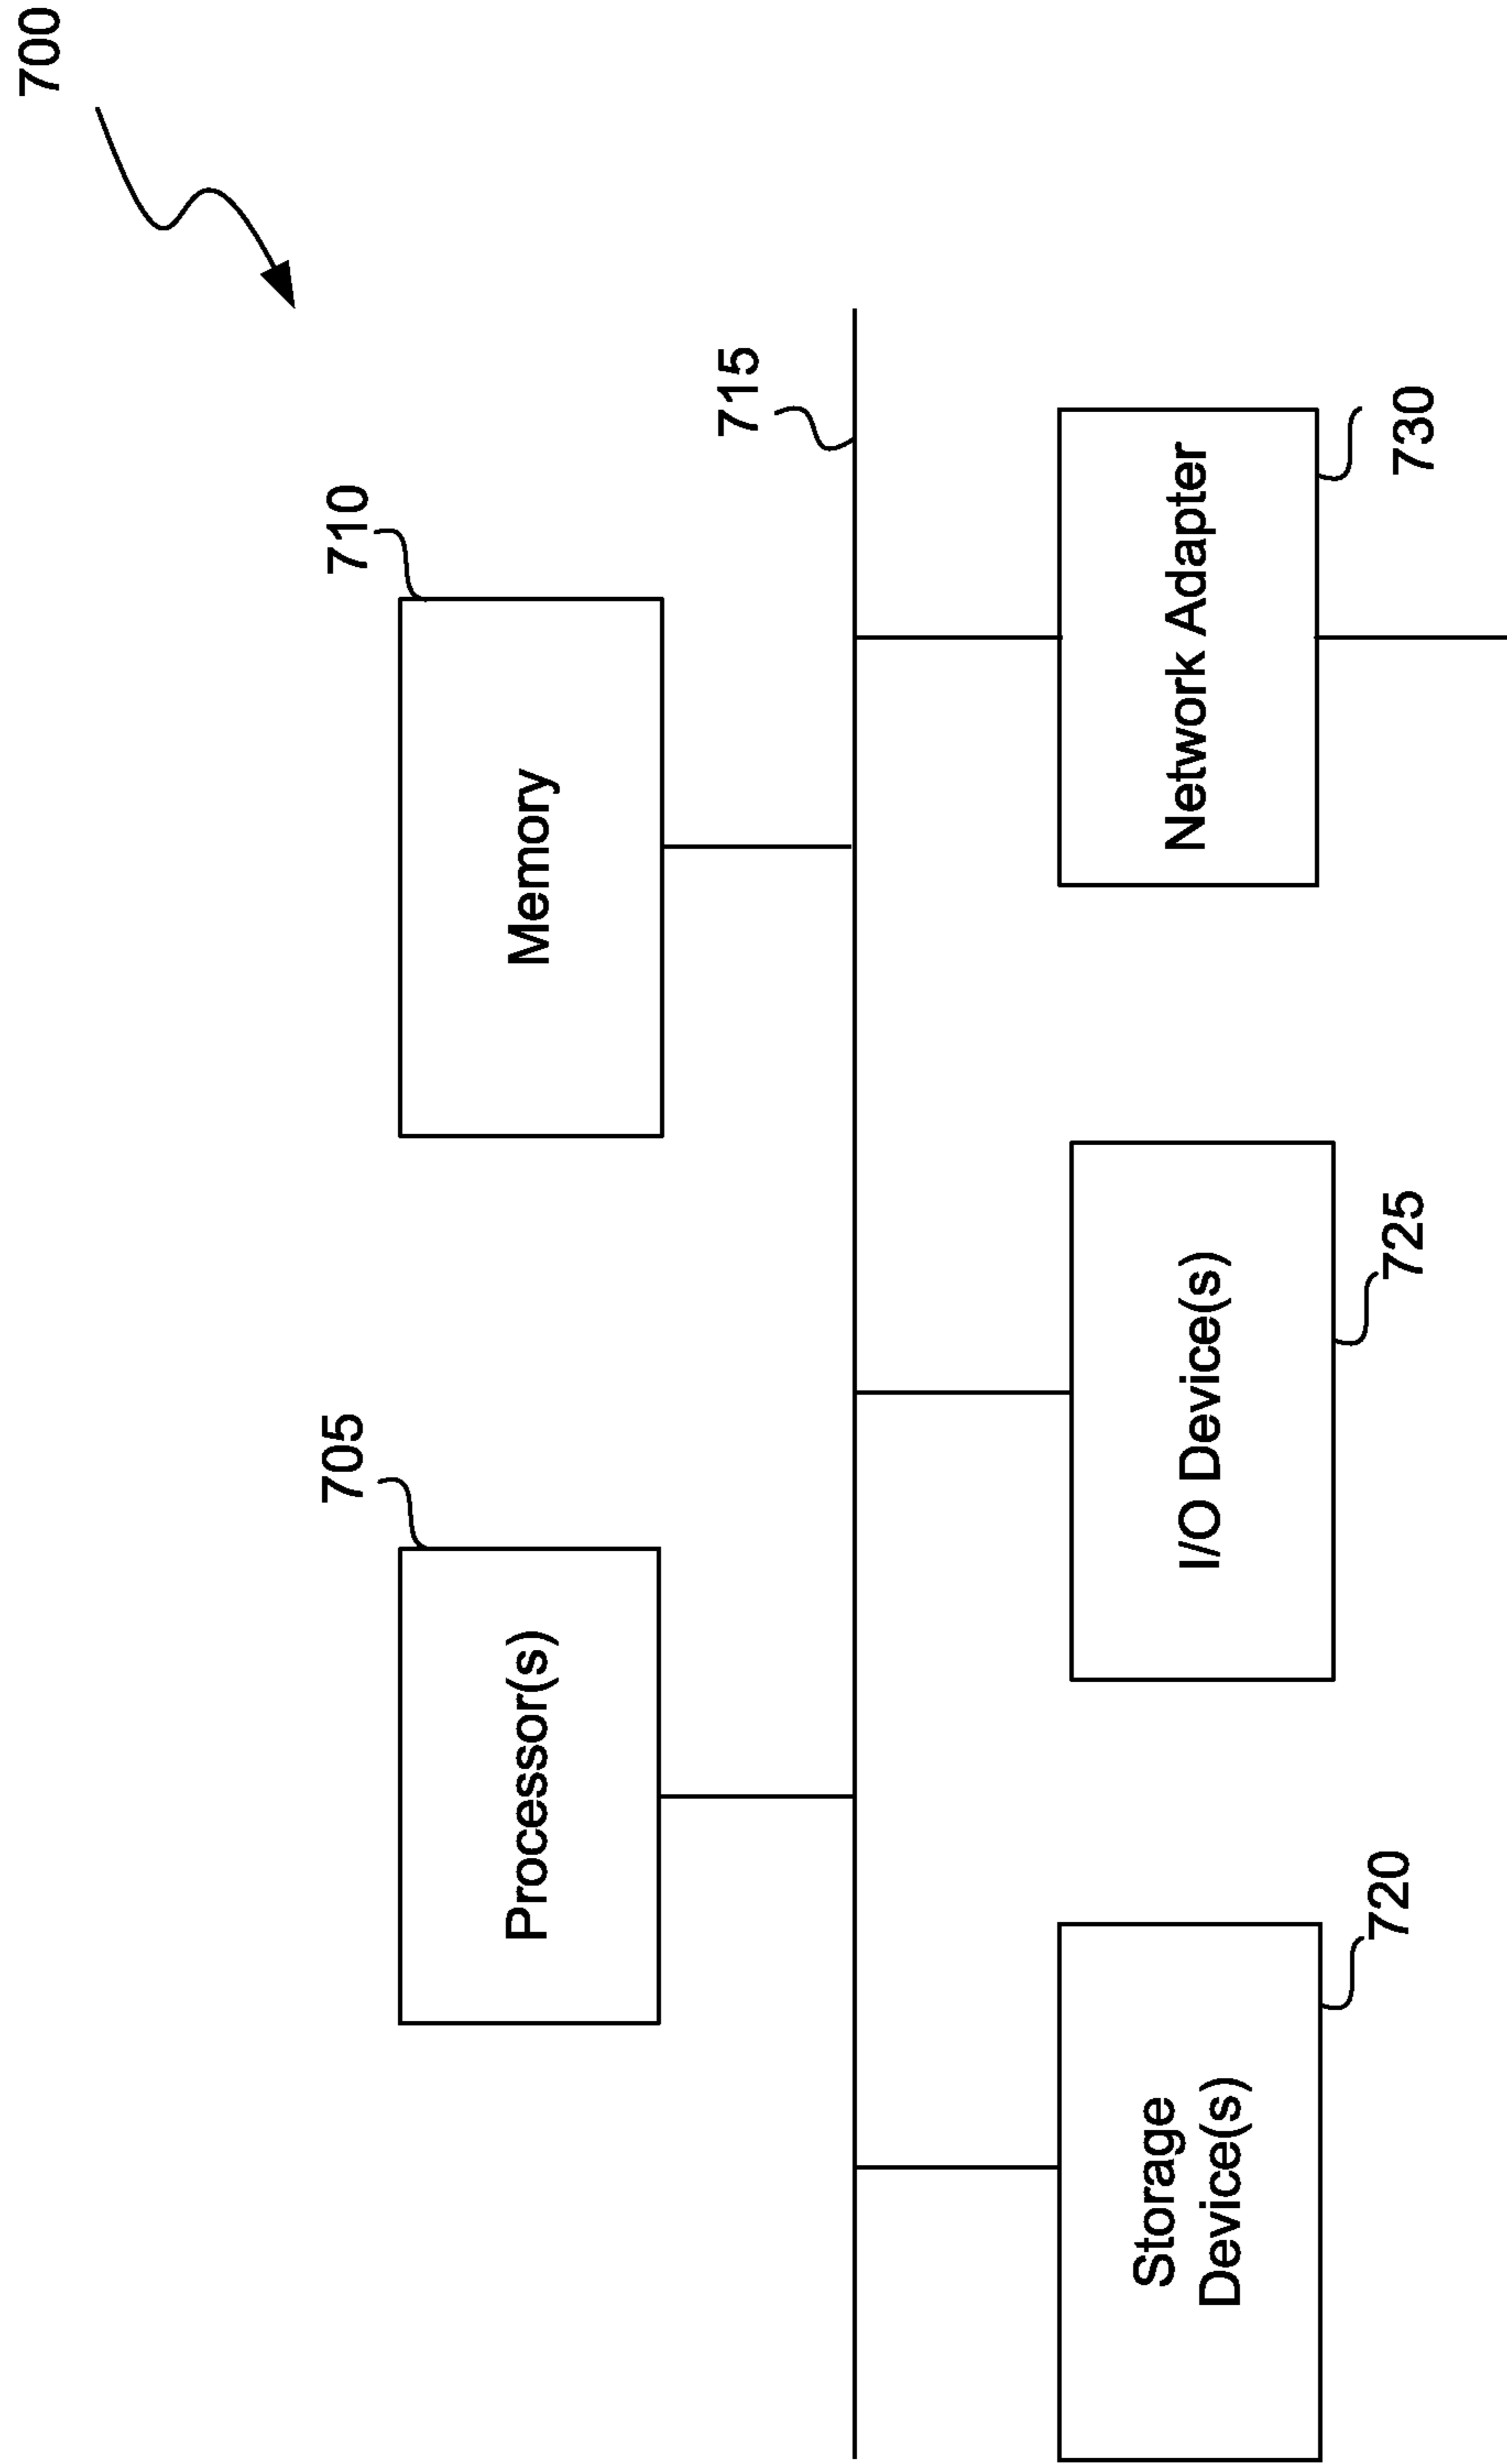 700
705
Processor(s)
710
Memory
715
Storage
Device(s)
720
I/O Device(s)
725
Network Adapter
730